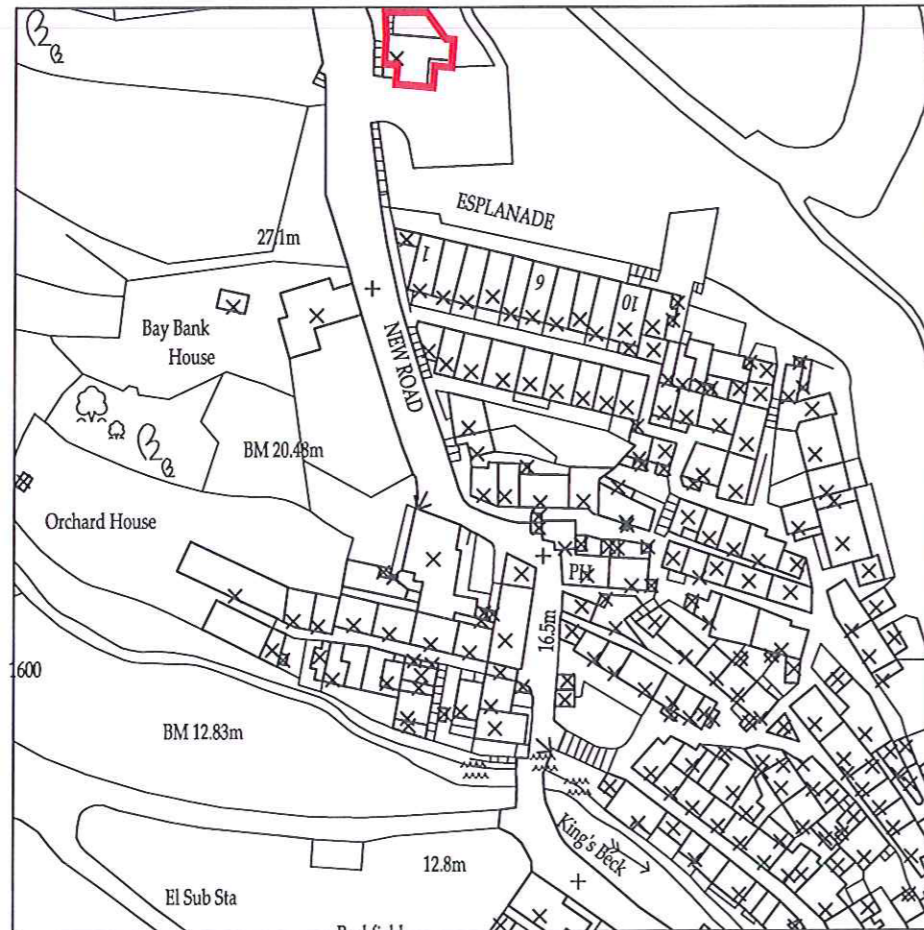 ESPLANADE
27.1m
1
6
10
NEW ROAD
Bay Bank
House
BM 20.48m
Orchard House
PH
16.5m
1600
BM 12.83m
King's Beck
12.8m
El Sub Sta